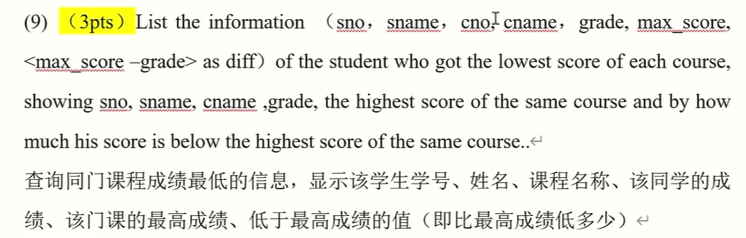 (9) （3pts）List the information （sno，sname，cno, cname，grade, max_score,
<max_score –grade> as diff）of the student who got the lowest score of each course,
showing sno, sname, cname ,grade, the highest score of the same course and by how
much his score is below the highest score of the same course..↵
查询同门课程成绩最低的信息，显示该学生学号、姓名、课程名称、该同学的成
绩、该门课的最高成绩、低于最高成绩的值（即比最高成绩低多少）↵